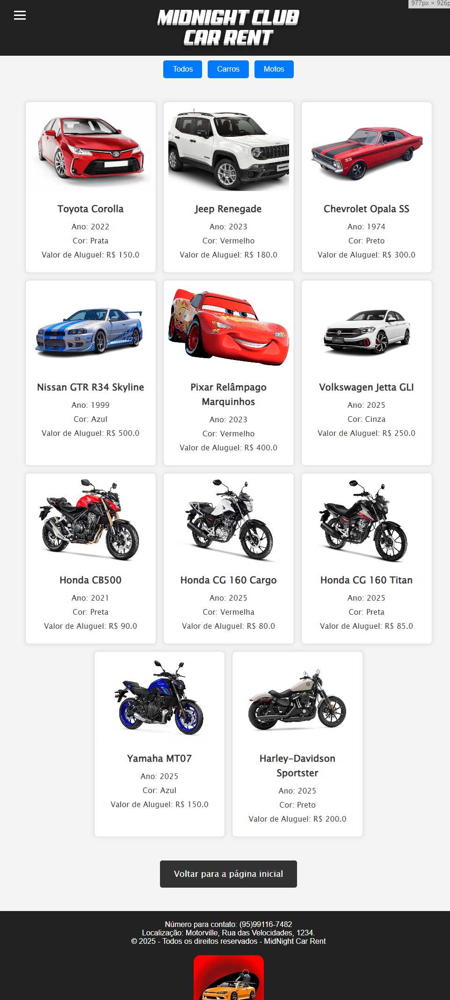 977px × 926p
MIDNIGHT CLUB
CAR RENT
Todos
Carros
Motos
SS
Toyota Corolla
Ano: 2022
Cor: Prata
Valor de Aluguel: R$ 150.0
Jeep Renegade
Ano: 2023
Cor: Vermelho
Valor de Aluguel: R$ 180.0
Chevrolet Opala SS
Ano: 1974
Cor: Preto
Valor de Aluguel: R$ 300.0
95
JETTA
Nissan GTR R34 Skyline
Ano: 1999
Cor: Azul
Valor de Aluguel: R$ 500.0
Pixar Relâmpago
Marquinhos
Ano: 2023
Cor: Vermelho
Valor de Aluguel: R$ 400.0
Volkswagen Jetta GLI
Ano: 2025
Cor: Cinza
Valor de Aluguel: R$ 250.0
Honda CB500
Ano: 2021
Cor: Preta
Valor de Aluguel: R$ 90.0
Honda CG 160 Cargo
Ano: 2025
Cor: Vermelha
Valor de Aluguel: R$ 80.0
Honda CG 160 Titan
Ano: 2025
Cor: Preta
Valor de Aluguel: R$ 85.0
Yamaha MT07
Ano: 2025
Cor: Azul
Valor de Aluguel: R$ 150.0
Harley-Davidson
Sportster
Ano: 2025
Cor: Preto
Valor de Aluguel: R$ 200.0
Voltar para a página inicial
Número para contato: (95)99116-7482
Localização: Motorville, Rua das Velocidades, 1234.
© 2025 - Todos os direitos reservados - MidNight Car Rent